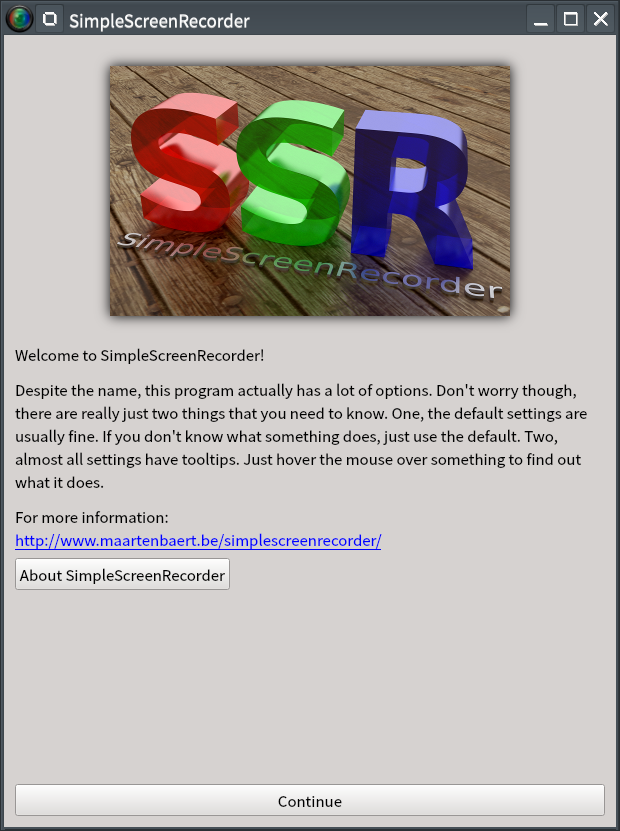 SimpleScreenRecorder
SSR
SimpleScreenRecorder
Welcome to SimpleScreenRecorder!
Despite the name, this program actually has a lot of options. Don't worry though,
there are really just two things that you need to know. One, the default settings are
usually fine. If you don't know what something does, just use the default. Two,
almost all settings have tooltips. Just hover the mouse over something to find out
what it does.
For more information:
http://www.maartenbaert.be/simplescreenrecorder/
About SimpleScreenRecorder
Continue